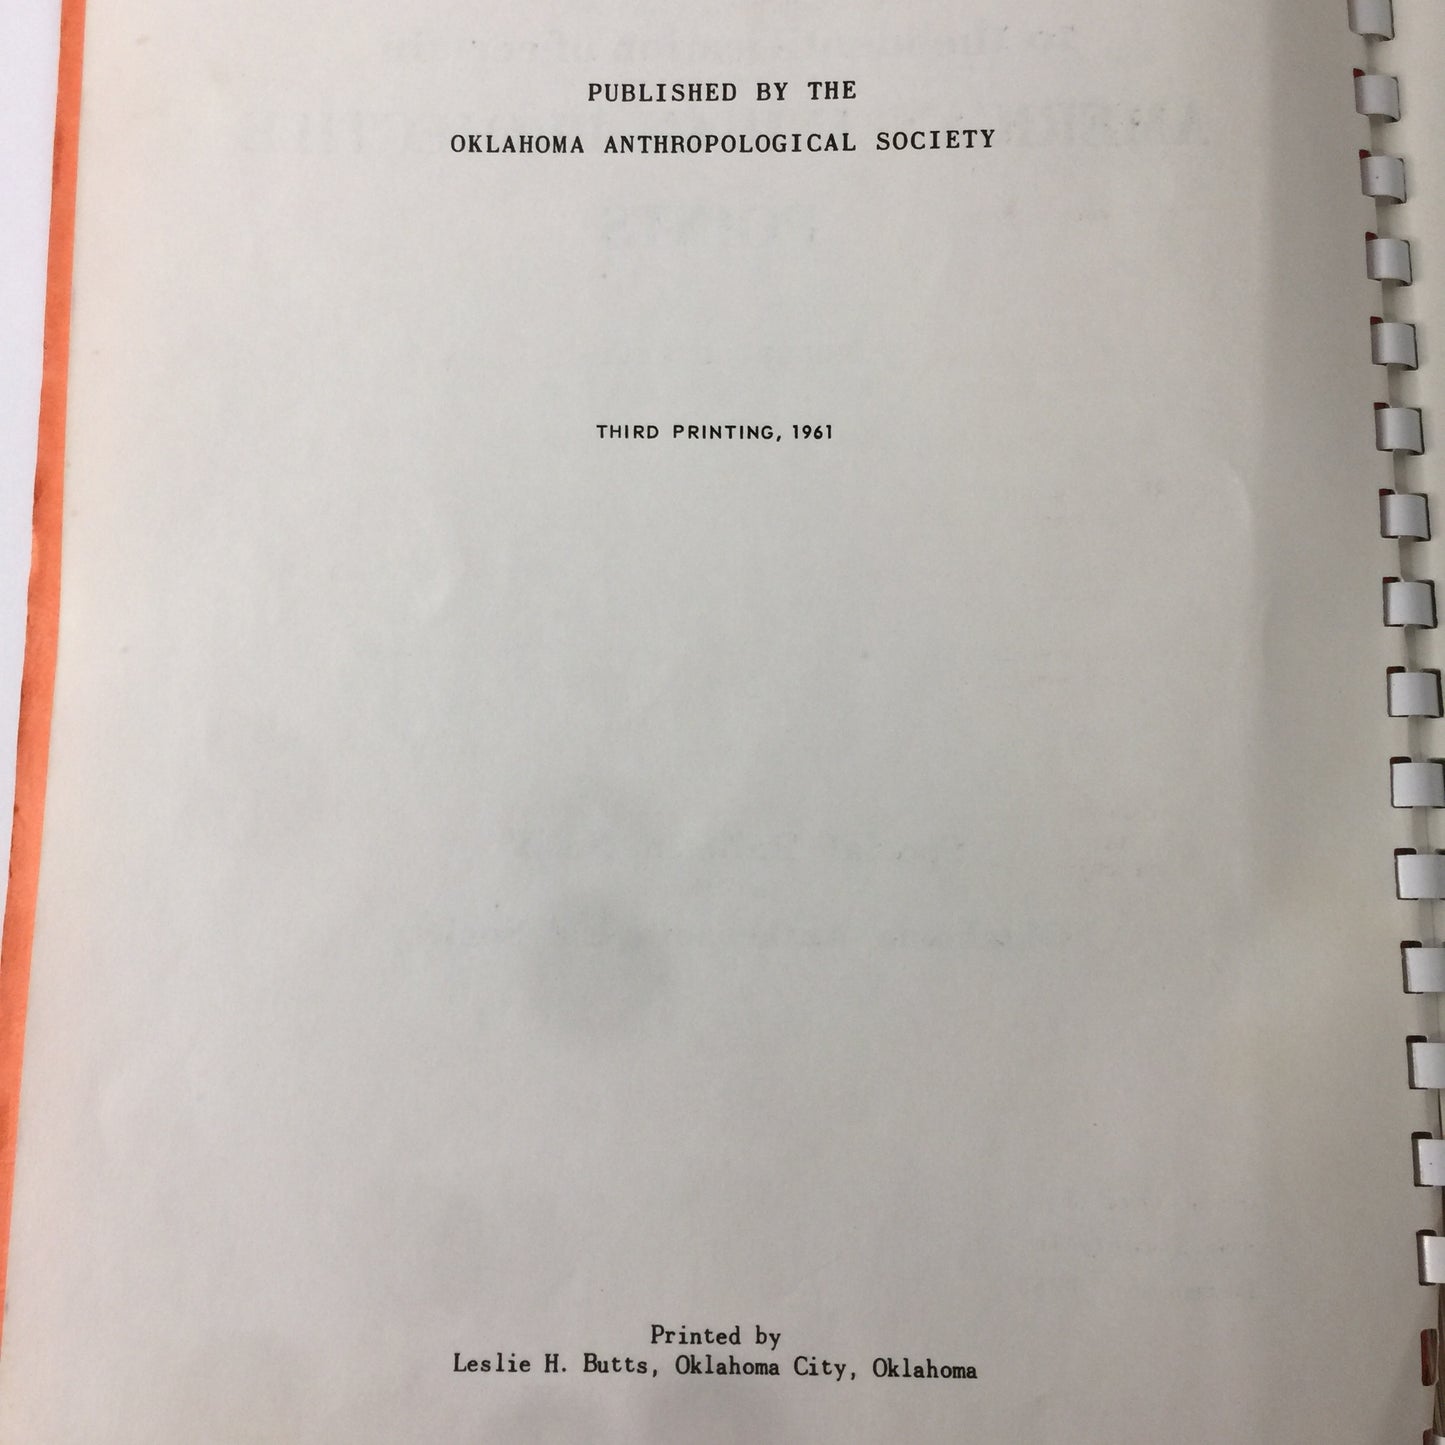 PUBLISHED BY THE
OKLAHOMA ANTHROPOLOGICAL SOCIETY
THIRD PRINTING, 1961
Printed by
Leslie H. Butts, Oklahoma City, Oklahoma